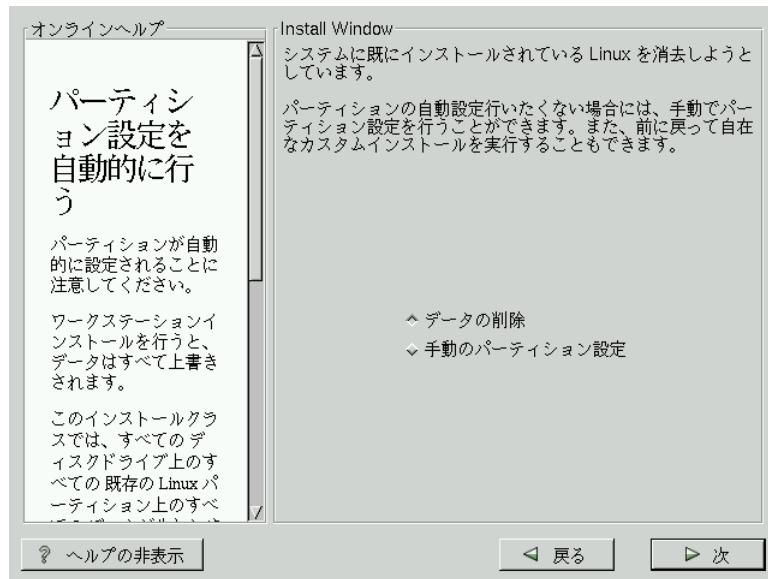 オンラインヘルプ
パーティシ
ョン設定を
自動的に行
う
パーティションが自動
的に設定されることに
注意してください。
ワークステーションイ
ンストールを行うと、
データはすべて上書き
されます。
このインストールクラ
スでは、すべての デ
ィスクドライブ上のす
べての 既存の Linux パ
ーティション上のすべ
Install Window
システムに既にインストールされている Linux を消去しようと
しています。
パーティションの自動設定行いたくない場合には、手動でパー
ティション設定を行うことができます。また、前に戻って自在
なカスタムインストールを実行することもできます。
データの削除
手動のパーティション設定
? ヘルプの非表示
戻る
次